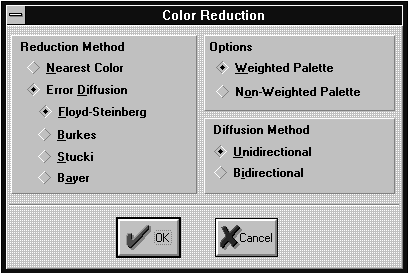 Color Reduction
Reduction Method
Nearest Color
Error Diffusion
Floyd-Steinberg
Burkes
Stucki
Bayer
Options
Weighted Palette
Non-Weighted Palette
Diffusion Method
Unidirectional
Bidirectional
OK
Cancel